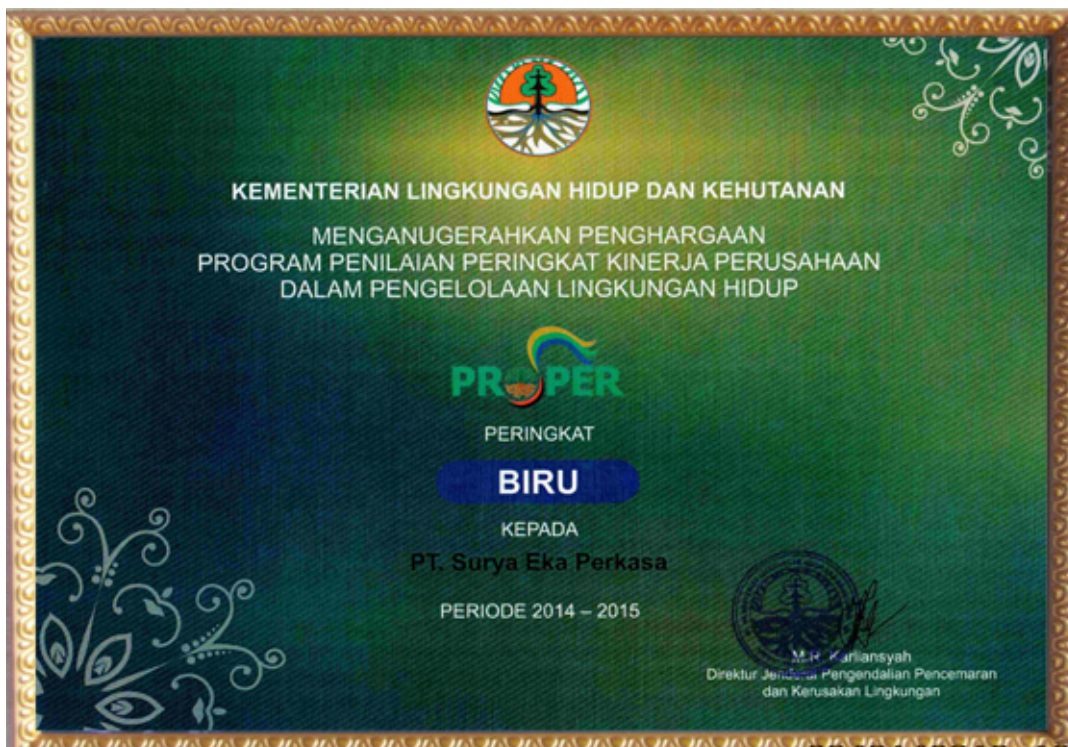 KEMENTERIAN LINGKUNGAN HIDUP DAN KEHUTANAN
MENGANUGERAHKAN PENGHARGAAN
PROGRAM PENILAIAN PERINGKAT KINERJA PERUSAHAAN
DALAM PENGELOLAAN LINGKUNGAN HIDUP
PROPER
PERINGKAT
BIRU
KEPADA
PT. Surya Eka Perkasa
PERIODE 2014 – 2015
M.R. Karliansyah
Direktur Jenderal Pengendalian Pencemaran
dan Kerusakan Lingkungan